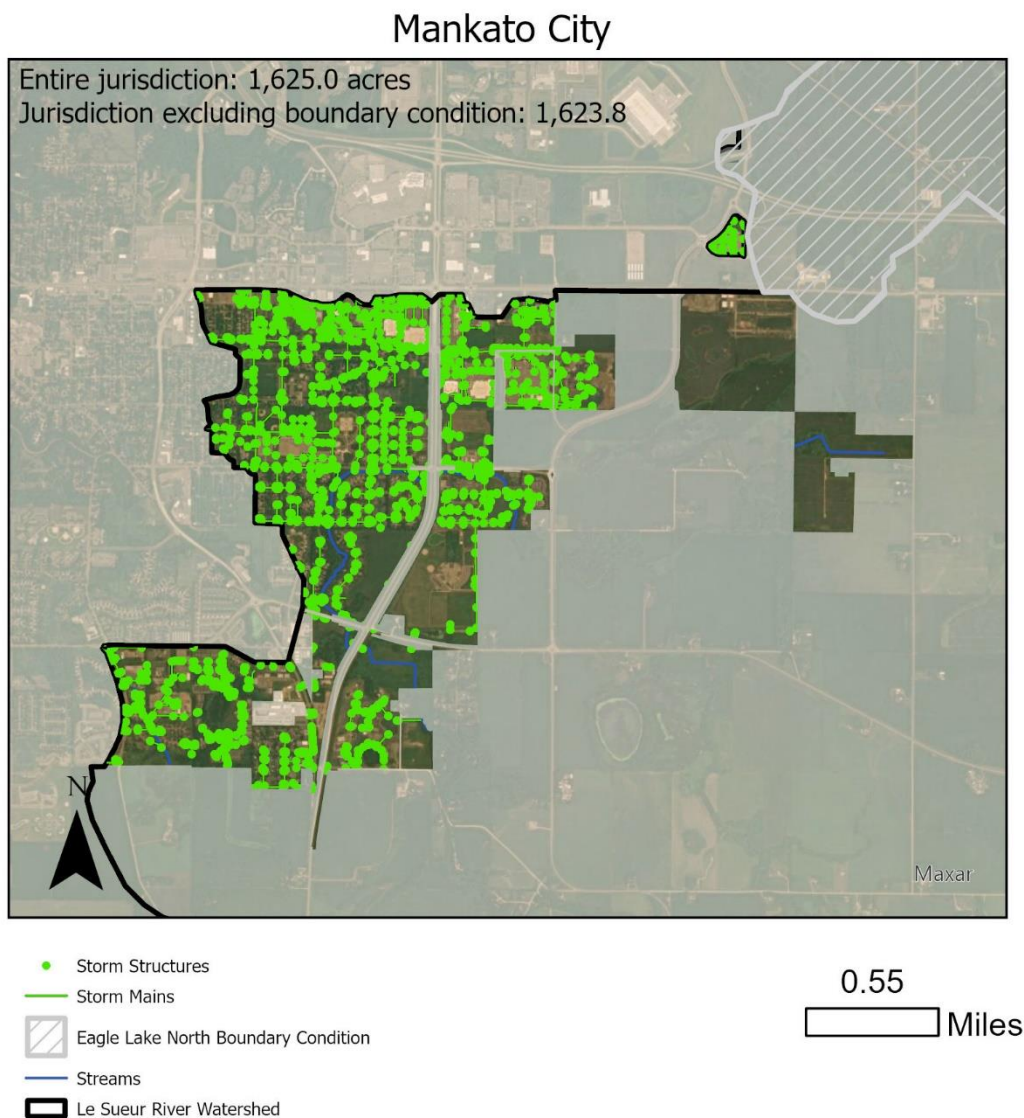 Mankato City
Entire jurisdiction: 1,625.0 acres
Jurisdiction excluding boundary condition: 1,623.8
N
Maxar
Storm Structures
Storm Mains
Eagle Lake North Boundary Condition
Streams
Le Sueur River Watershed
0.55
Miles